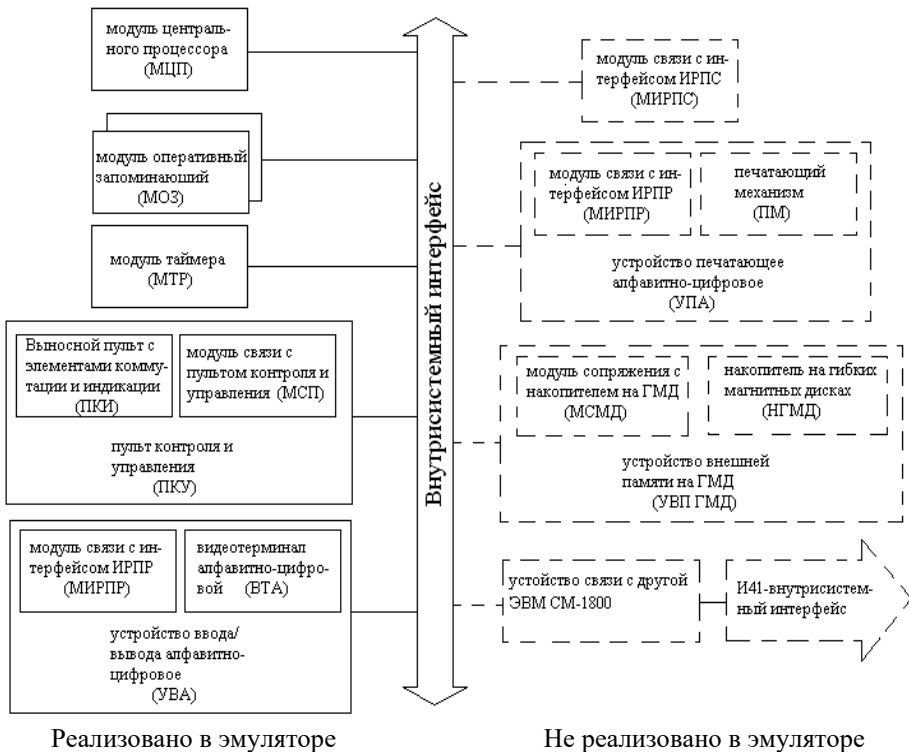 модуль централь-
ного процессора
(МЦП)
модуль оперативный
запоминающий
(МОЗ)
модуль таймера
(МТР)
Выносной пульт с
элементами комму-
тации и индикации
(ПКИ)
модуль связи с
пультом контроля и
управления (МСП)
пульт контроля и
управления
(ПКУ)
модуль связи с ин-
терфейсом ИРПР
(МИРПР)
видеотерминал
алфавитно-цифро-
вой (ВТА)
устройство ввода/
вывода алфавитно-
цифровое
(УВА)
Внутрисистемный интерфейс
модуль связи с ин-
терфейсом ИРПС
(МИРПС)
модуль связи с ин-
терфейсом ИРПР
(МИРПР)
печатающий
механизм
(ПМ)
устройство печатающее
алфавитно-цифровое
(УПА)
модуль сопряжения с
накопителем на ГМД
(МСМД)
накопитель на гибких
магнитных дисках
(НГМД)
устройство внешней
памяти на ГМД
(УВП ГМД)
устойство связи с другой
ЭВМ СМ-1800
И41-внутрисистем-
ный интерфейс
Реализовано в эмуляторе
Не реализовано в эмуляторе